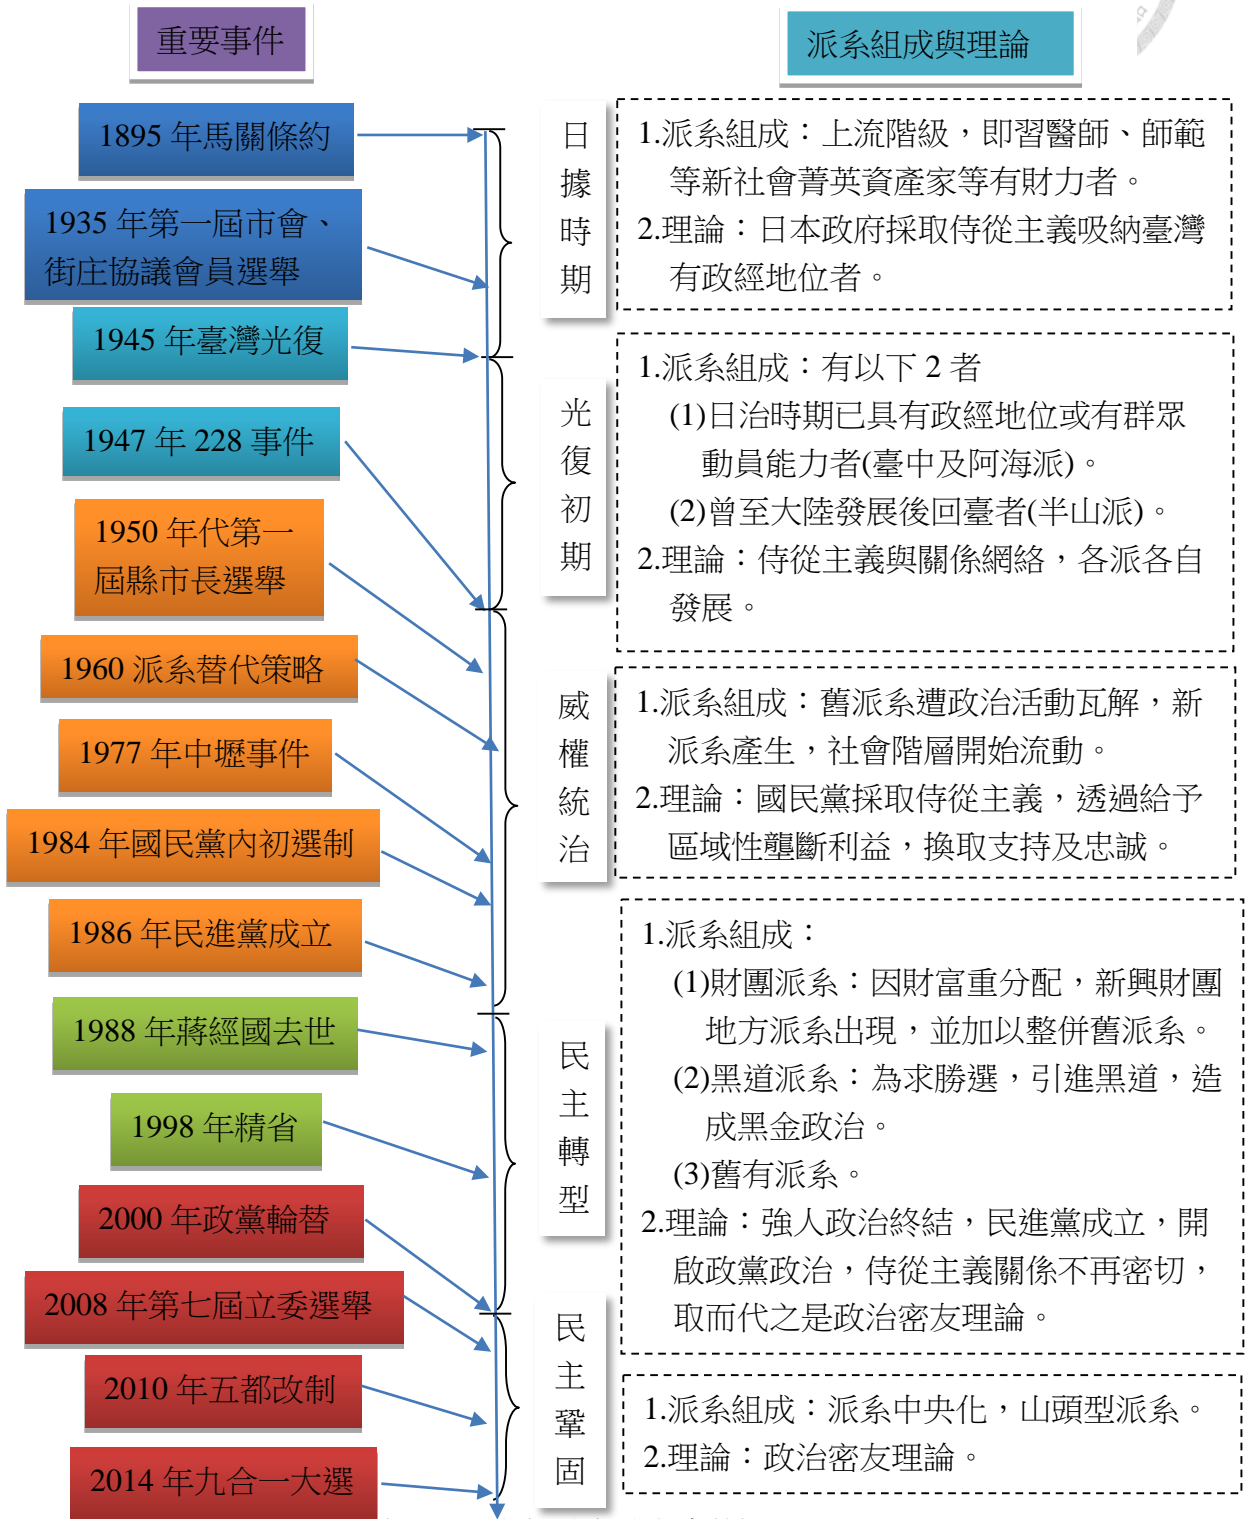 重要事件
派系組成與理論
1895 年馬關條約
1935 年第一屆市會、
街庄協議會員選舉
1945 年臺灣光復
1947 年 228 事件
1950 年代第一
屆縣市長選舉
1960 派系替代策略
1977 年中壢事件
1984 年國民黨內初選制
1986 年民進黨成立
1988 年蔣經國去世
1998 年精省
2000 年政黨輪替
2008 年第七屆立委選舉
2010 年五都改制
2014 年九合一大選
日據時期
1.派系組成：上流階級，即習醫師、師範
等新社會菁英資產家等有財力者。
2.理論：日本政府採取侍從主義吸納臺灣
有政經地位者。
光復初期
1.派系組成：有以下 2 者
(1)日治時期已具有政經地位或有群眾
動員能力者(臺中及阿海派)。
(2)曾至大陸發展後回臺者(半山派)。
2.理論：侍從主義與關係網絡，各派各自
發展。
威權統治
1.派系組成：舊派系遭政治活動瓦解，新
派系產生，社會階層開始流動。
2.理論：國民黨採取侍從主義，透過給予
區域性壟斷利益，換取支持及忠誠。
民主轉型
1.派系組成：
(1)財團派系：因財富重分配，新興財團
地方派系出現，並加以整併舊派系。
(2)黑道派系：為求勝選，引進黑道，造
成黑金政治。
(3)舊有派系。
2.理論：強人政治終結，民進黨成立，開
啟政黨政治，侍從主義關係不再密切，
取而代之是政治密友理論。
民主鞏固
1.派系組成：派系中央化，山頭型派系。
2.理論：政治密友理論。